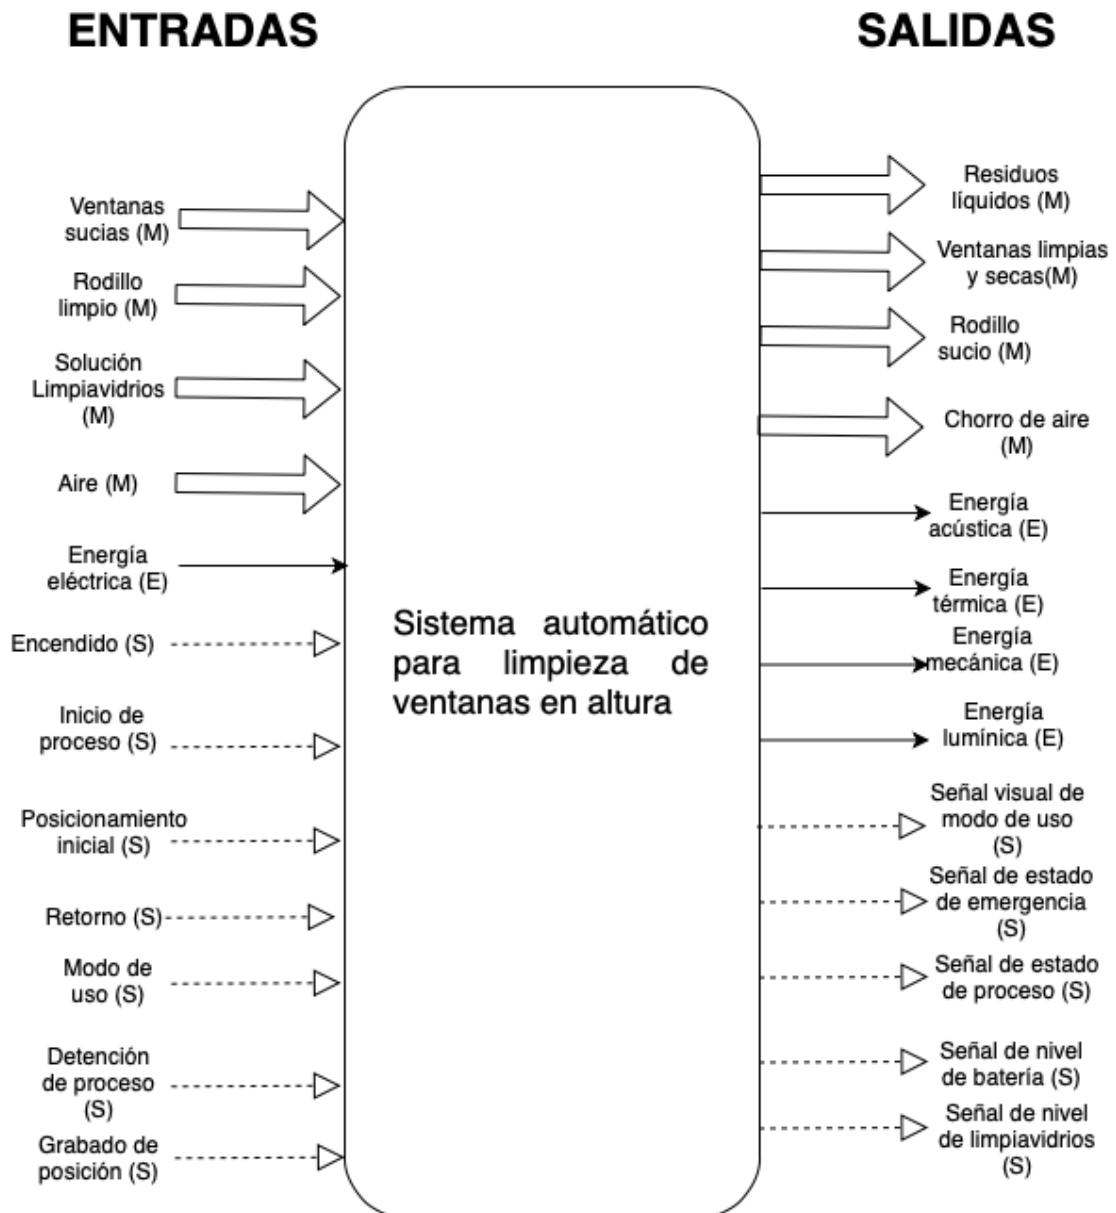 ENTRADAS
SALIDAS
Ventanas
sucias (M)
Rodillo
limpio (M)
Solución
Limpiavidrios
(M)
Aire (M)
Energía
eléctrica (E)
Encendido (S)
Inicio de
proceso (S)
Posicionamiento
inicial (S)
Retorno (S)
Modo de
uso (S)
Detención
de proceso
(S)
Grabado de
posición (S)
Sistema automático
para limpieza de
ventanas en altura
Residuos
líquidos (M)
Ventanas limpias
y secas(M)
Rodillo
sucio (M)
Chorro de aire
(M)
Energía
acústica (E)
Energía
térmica (E)
Energía
mecánica (E)
Energía
lumínica (E)
Señal visual de
modo de uso
(S)
Señal de estado
de emergencia
(S)
Señal de estado
de proceso (S)
Señal de nivel
de batería (S)
Señal de nivel
de limpiavidrios
(S)